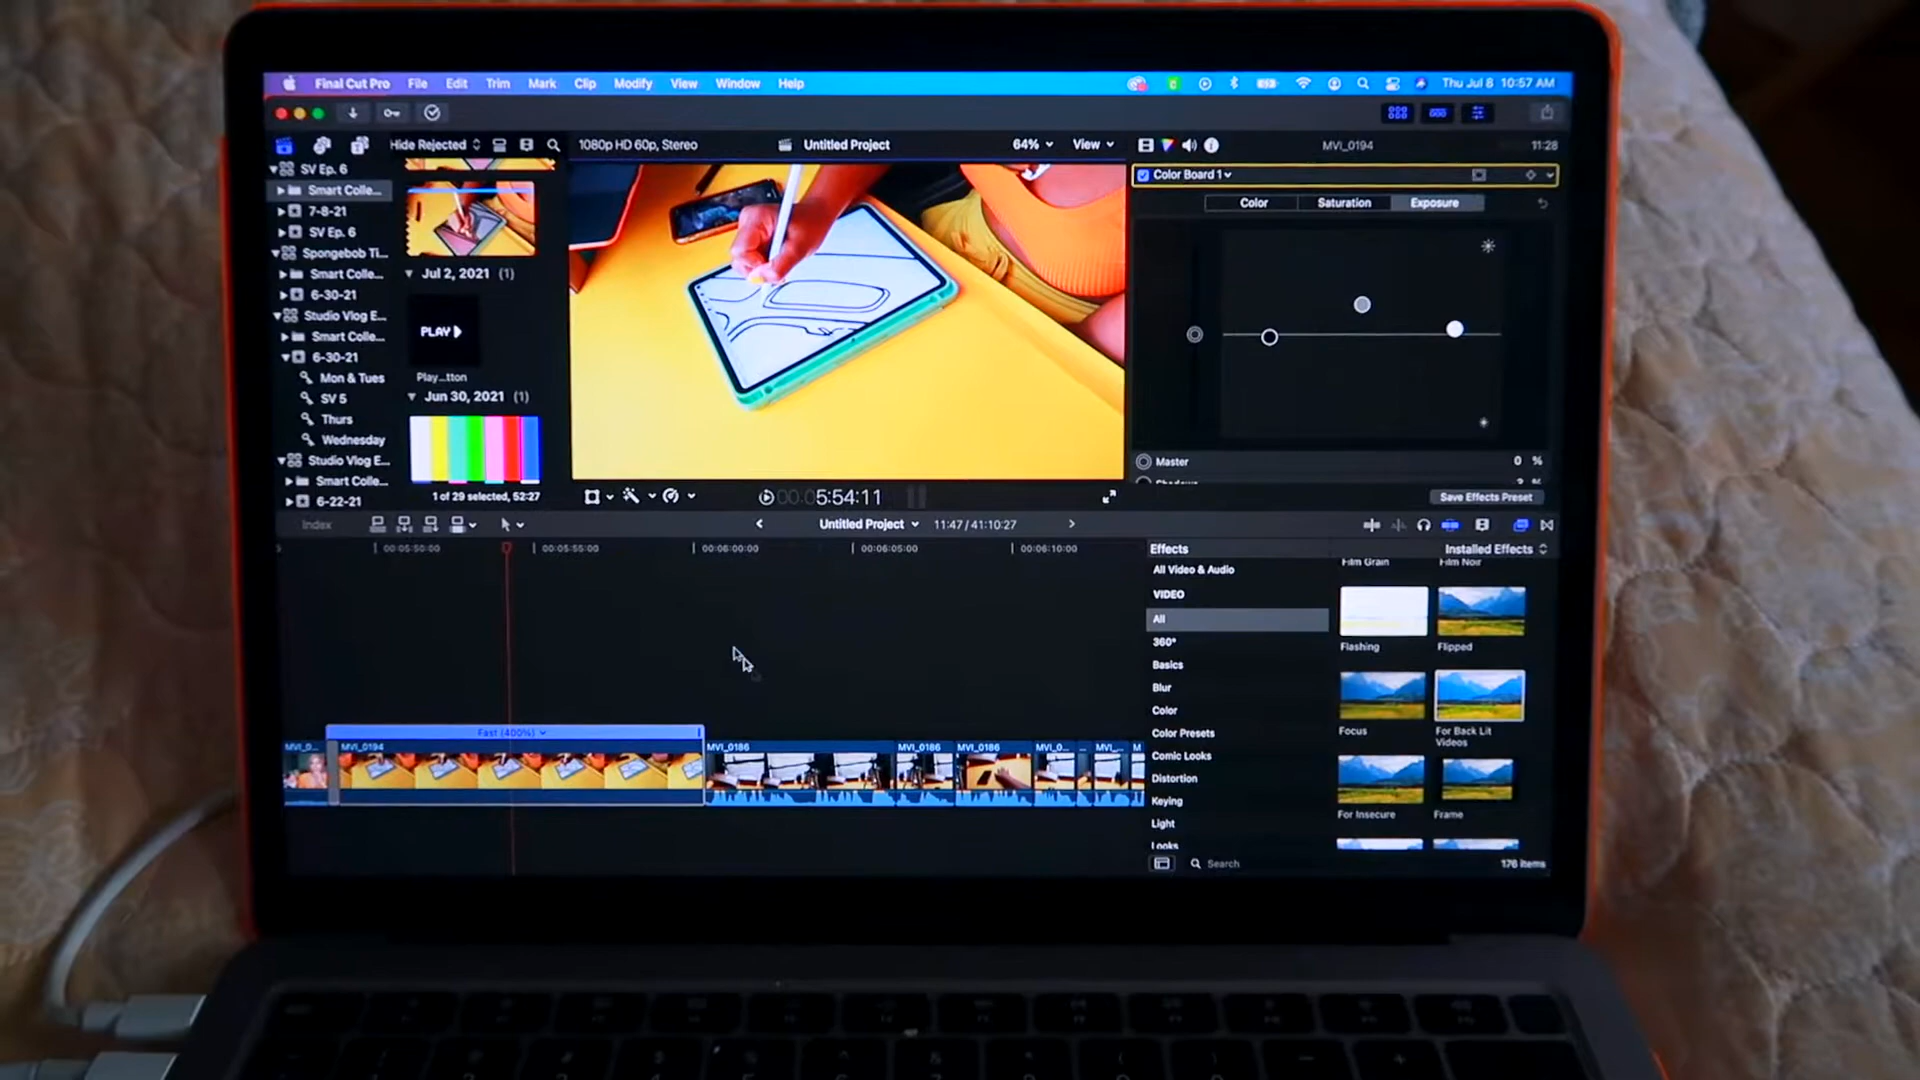 Final Cut Pro File Edit Trim Mark Clip Modify View Window Help Thu Jul 8 10:57 AM
Hide Rejected 1080p HD 60p, Stereo Untitled Project 64% View MVI_0194 11:28
SV Ep. 6
Smart Colle...
7-8-21
SV Ep. 6
Spongebob Ti...
Smart Colle...
6-30-21
Studio Vlog E...
Smart Colle...
6-30-21
Mon & Tues
SV 5
Thurs
Wednesday
Studio Vlog E...
Smart Colle...
6-22-21
Jul 2, 2021 (1)
PLAY
Play...tton
Jun 30, 2021 (1)
1 of 29 selected, 52:27
5:54:11
Color Board 1
Color Saturation Exposure
Master 0 %
Save Effects Preset
Index Untitled Project 11:47 / 41:10:27
00:05:50:00 00:05:55:00 00:06:00:00 00:06:05:00 00:06:10:00
Fast (400%)
MVI_0... MVI_0194 MVI_0186 MVI_0186 MVI_0186 MVI_0... ... MVI_... M
Effects Installed Effects
All Video & Audio
VIDEO
All
360°
Basics
Blur
Color
Color Presets
Comic Looks
Distortion
Keying
Light
Looks
Film Grain Film Noir
Flashing Flipped
Focus For Back Lit
Videos
For Insecure Frame
Search 176 items